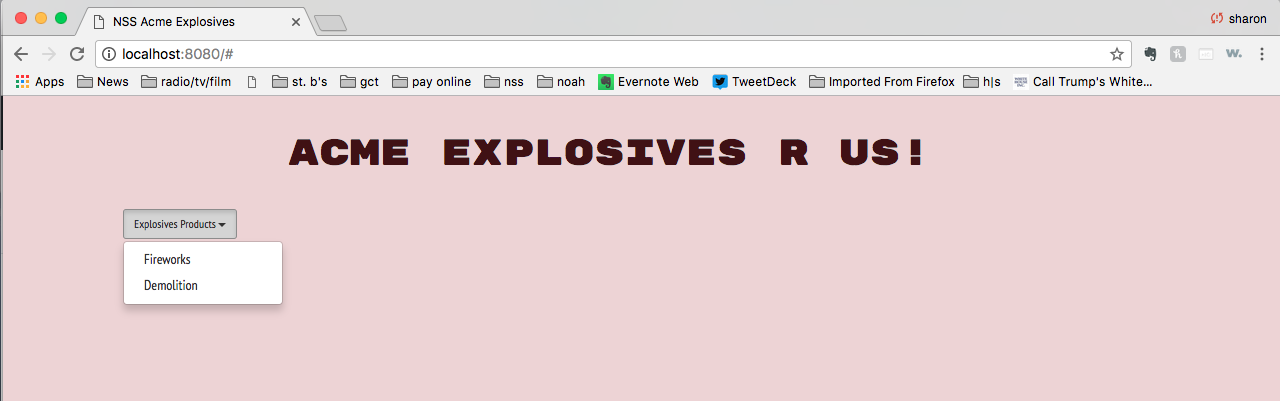 NSS Acme Explosives
sharon
localhost:8080/#
Apps News radio/tv/film st. b's gct pay online nss noah Evernote Web TweetDeck Imported From Firefox h|s Call Trump's White...
W.
ACME EXPLOSIVES R US!
Explosives Products
Fireworks
Demolition